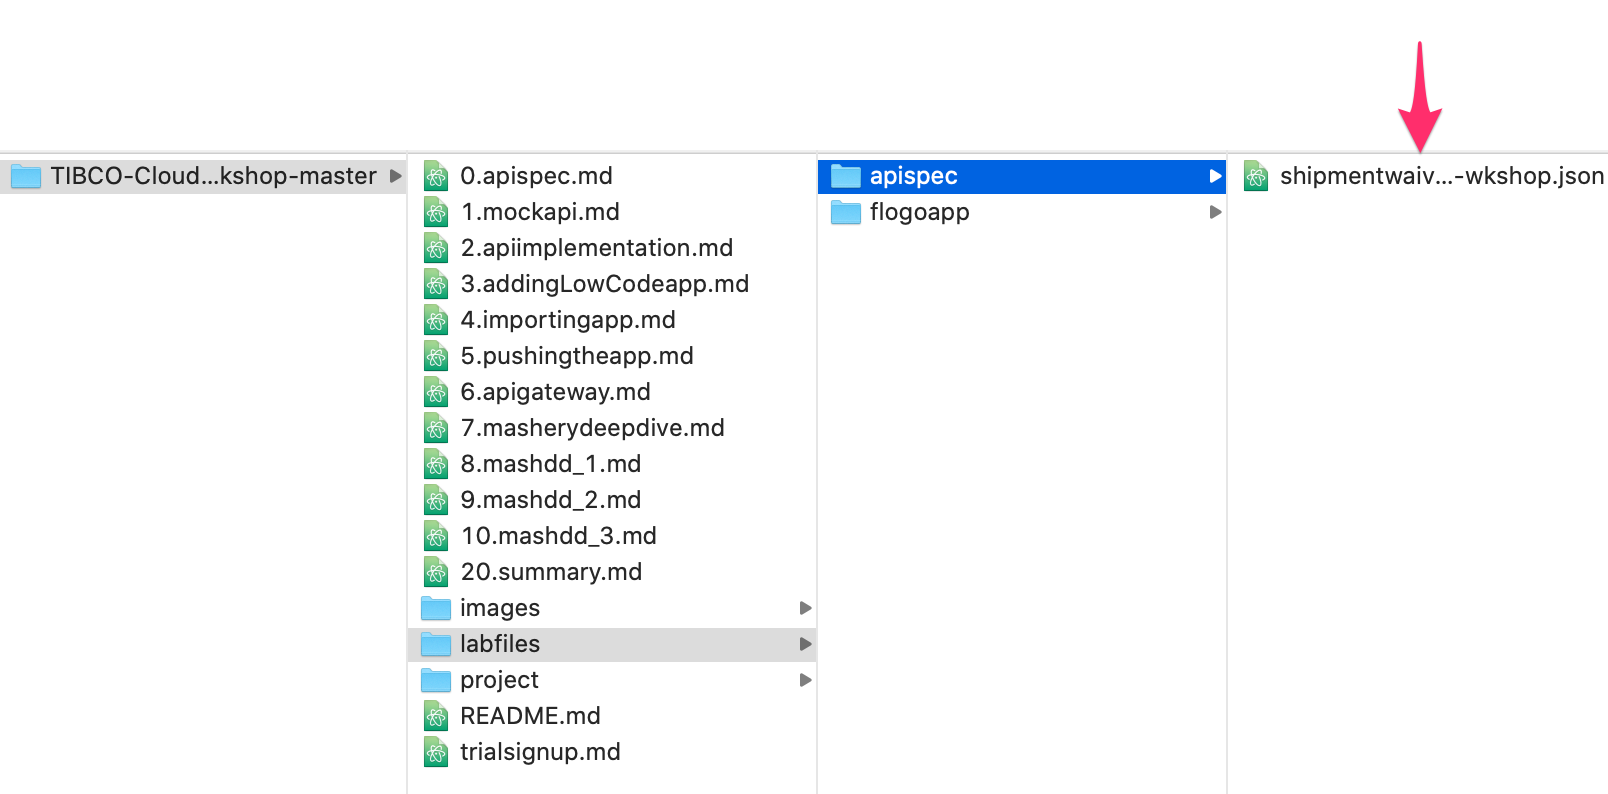 TIBCO-Cloud...kshop-master
0.apispec.md
1.mockapi.md
2.apiimplementation.md
3.addingLowCodeapp.md
4.importingapp.md
5.pushingtheapp.md
6.apigateway.md
7.masherydeepdive.md
8.mashdd_1.md
9.mashdd_2.md
10.mashdd_3.md
20.summary.md
images
labfiles
project
README.md
trialsignup.md
apispec
flogoapp
shipmentwaiv...-wkshop.json